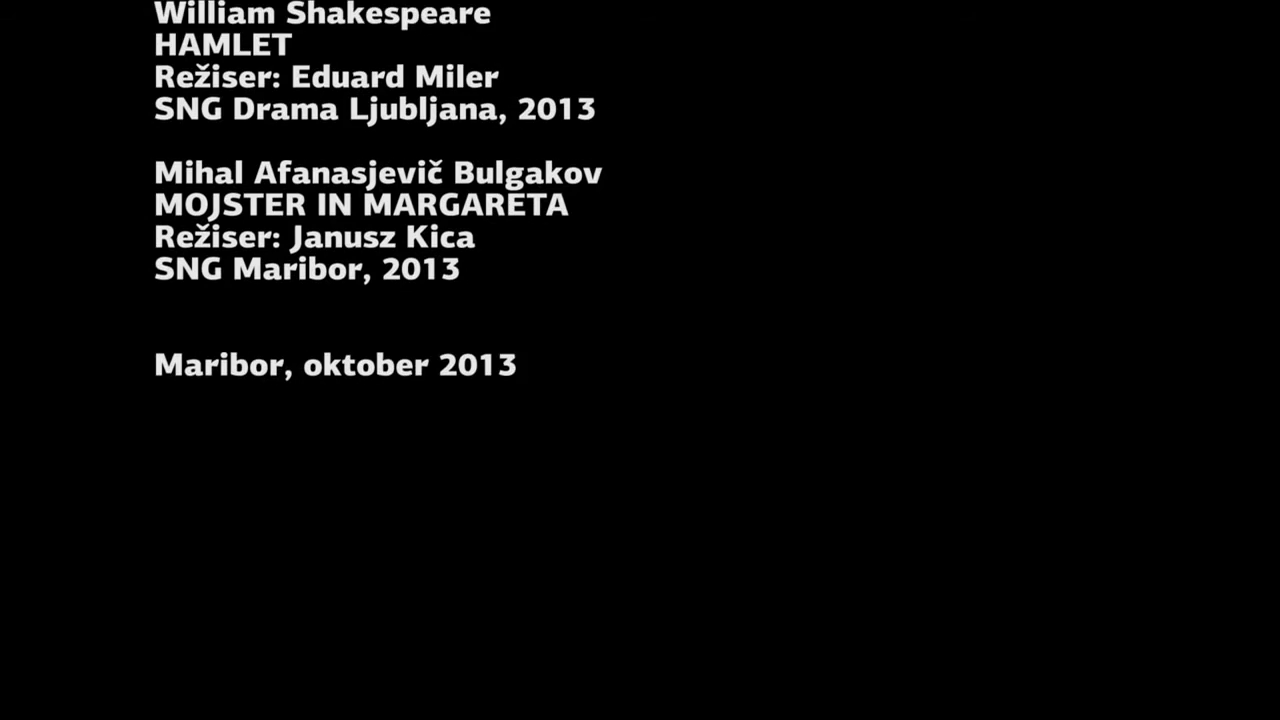 William Shakespeare
HAMLET
Režiser: Eduard Miler
SNG Drama Ljubljana, 2013
Mihal Afanasjevič Bulgakov
MOJSTER IN MARGARETA
Režiser: Janusz Kica
SNG Maribor, 2013
Maribor, oktober 2013